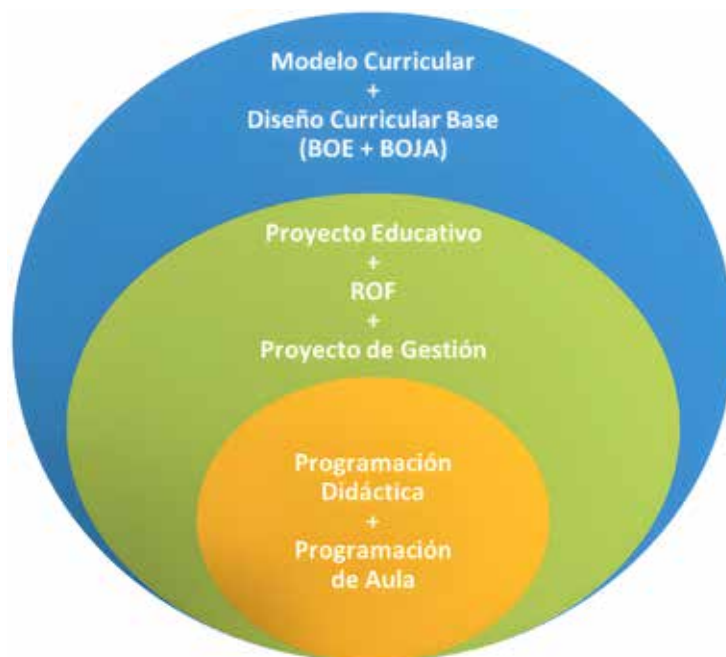 Modelo Curricular
+
Diseño Curricular Base
(BOE + BOJA)
Proyecto Educativo
+
ROF
+
Proyecto de Gestión
Programación
Didáctica
+
Programación
de Aula